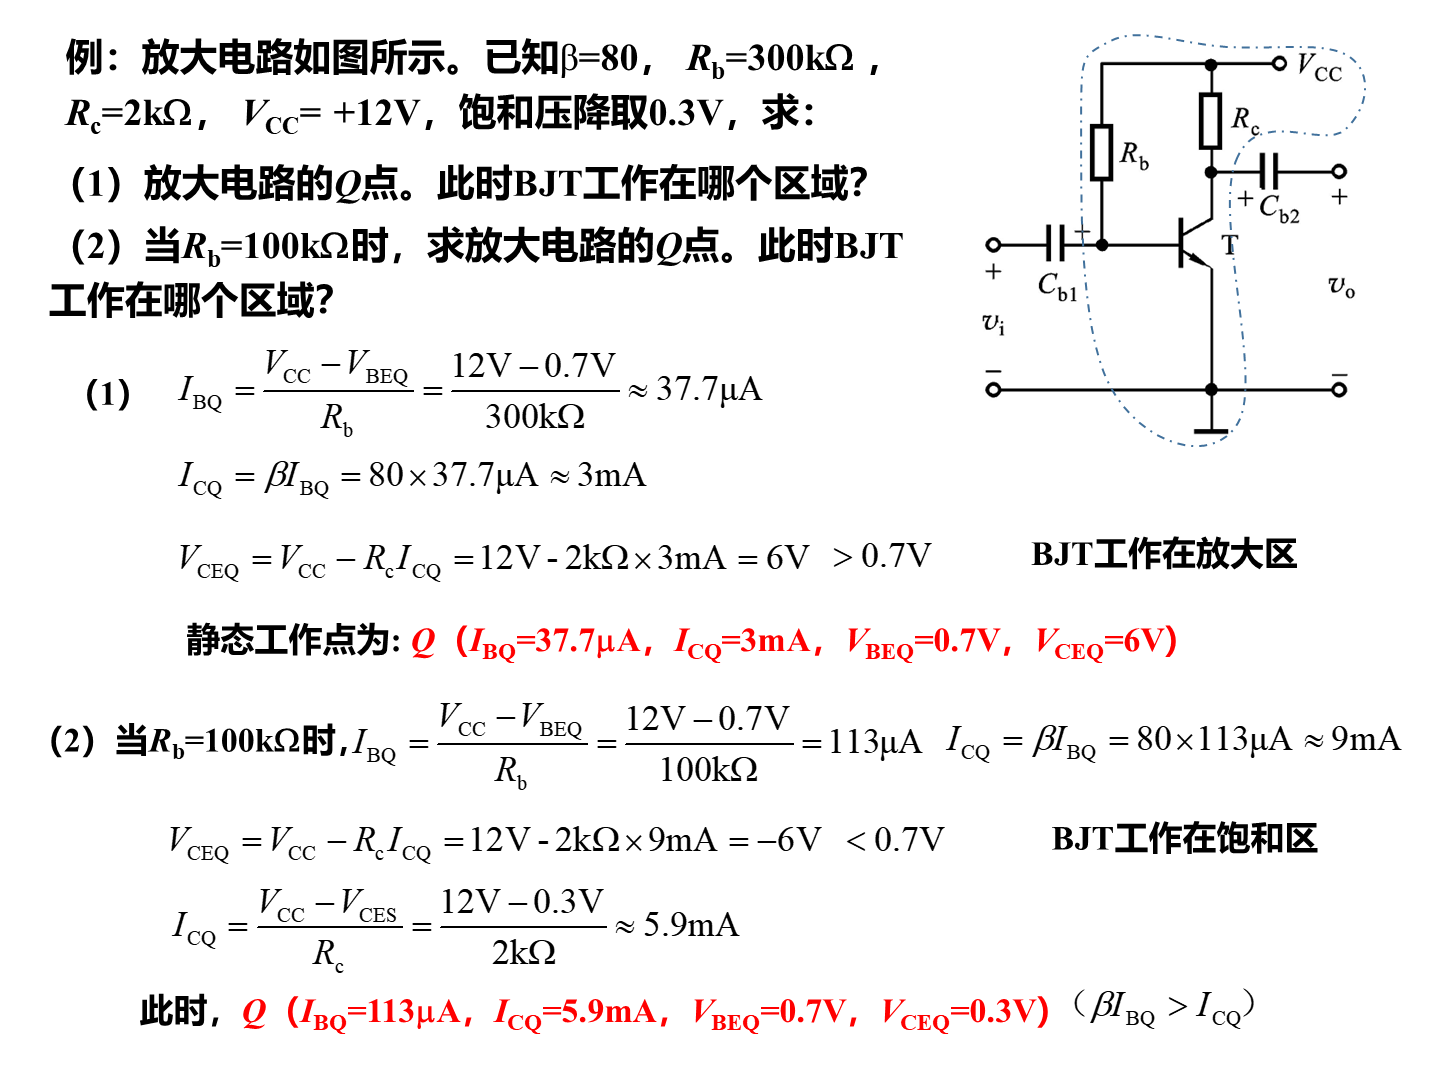 例：放大电路如图所示。已知β=80， Rb=300kΩ ，
Rc=2kΩ， VCC= +12V，饱和压降取0.3V，求：
（1）放大电路的Q点。此时BJT工作在哪个区域？
（2）当Rb=100kΩ时，求放大电路的Q点。此时BJT
工作在哪个区域？
VCC
Rc
Rb
+ Cb2 +
T
+ Cb1 +
vi
vo
− −
（1） IBQ = (VCC − VBEQ)/Rb = (12V − 0.7V)/300kΩ ≈ 37.7μA
ICQ = βIBQ = 80×37.7μA ≈ 3mA
VCEQ = VCC − RcICQ = 12V - 2kΩ×3mA = 6V > 0.7V BJT工作在放大区
静态工作点为: Q（IBQ=37.7μA，ICQ=3mA，VBEQ=0.7V，VCEQ=6V）
（2）当Rb=100kΩ时, IBQ = (VCC − VBEQ)/Rb = (12V − 0.7V)/100kΩ = 113μA ICQ = βIBQ = 80×113μA ≈ 9mA
VCEQ = VCC − RcICQ = 12V - 2kΩ×9mA = −6V < 0.7V BJT工作在饱和区
ICQ = (VCC − VCES)/Rc = (12V − 0.3V)/2kΩ ≈ 5.9mA
此时，Q（IBQ=113μA，ICQ=5.9mA，VBEQ=0.7V，VCEQ=0.3V）（βIBQ > ICQ）